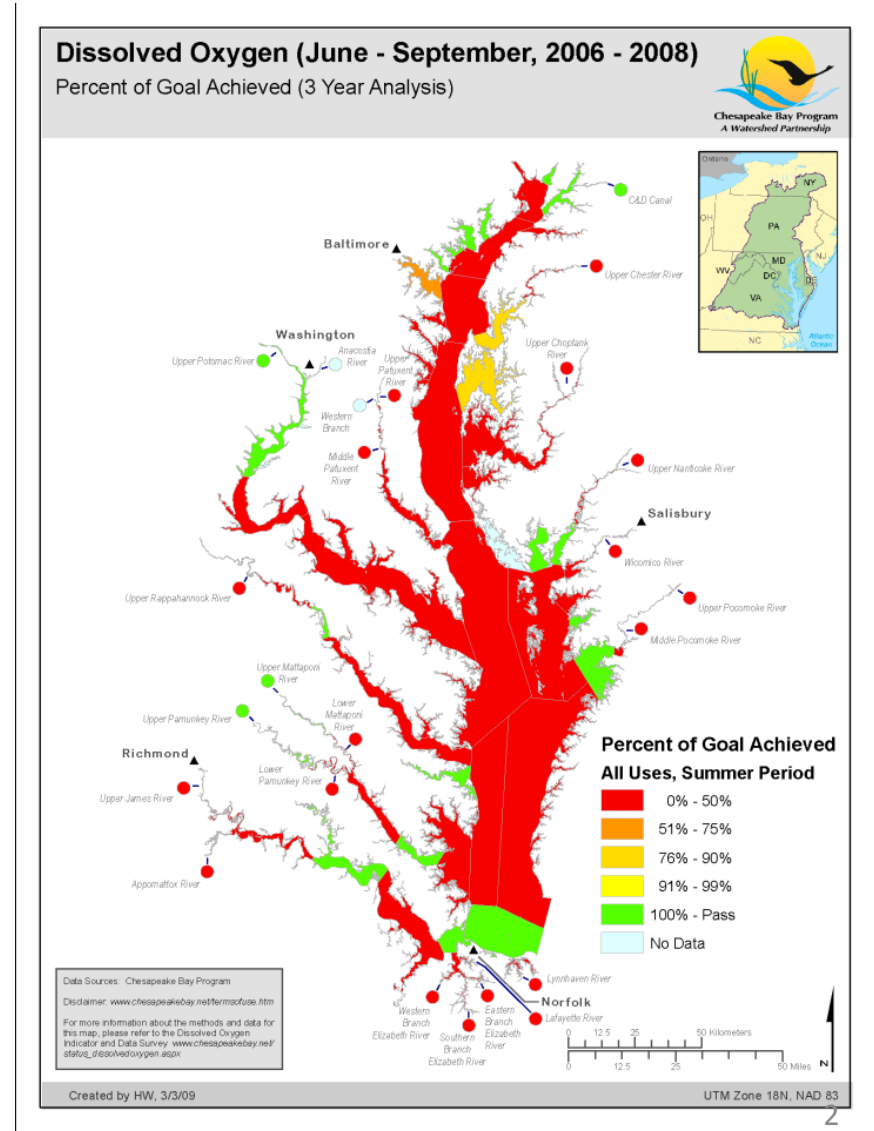 Dissolved Oxygen (June - September, 2006 - 2008)
Percent of Goal Achieved (3 Year Analysis)
Chesapeake Bay Program
A Watershed Partnership
Ontario
NY
OH
PA
NJ
MD
WV
DC
DE
VA
Atlantic
Ocean
NC
C&D Canal
Baltimore
Upper Chester River
Washington
Upper Potomac River
Anacostia
River
Upper
Patuxent
River
Upper Choptank
River
Western
Branch
Middle
Patuxent
River
Upper Nanticoke River
Salisbury
Wicomico River
Upper Rappahannock River
Upper Pocomoke River
Middle Pocomoke River
Upper Mattaponi
River
Upper Pamunkey River
Lower
Mattaponi
River
Richmond
Lower
Pamunkey River
Upper James River
Appomattox River
Percent of Goal Achieved
All Uses, Summer Period
0% - 50%
51% - 75%
76% - 90%
91% - 99%
100% - Pass
No Data
Lynnhaven River
Norfolk
Lafayette River
Western
Branch
Elizabeth River
Southern
Branch
Elizabeth River
Eastern
Branch
Elizabeth
River
Data Sources: Chesapeake Bay Program
Disclaimer: www.chesapeakebay.net/termsofuse.htm
For more information about the methods and data for
this map, please refer to the Dissolved Oxygen
Indicator and Data Survey www.chesapeakebay.net/
status_dissolvedoxygen.aspx
0 12.5 25 50 Kilometers
0 12.5 25 50 Miles
N
Created by HW, 3/3/09
UTM Zone 18N, NAD 83
2